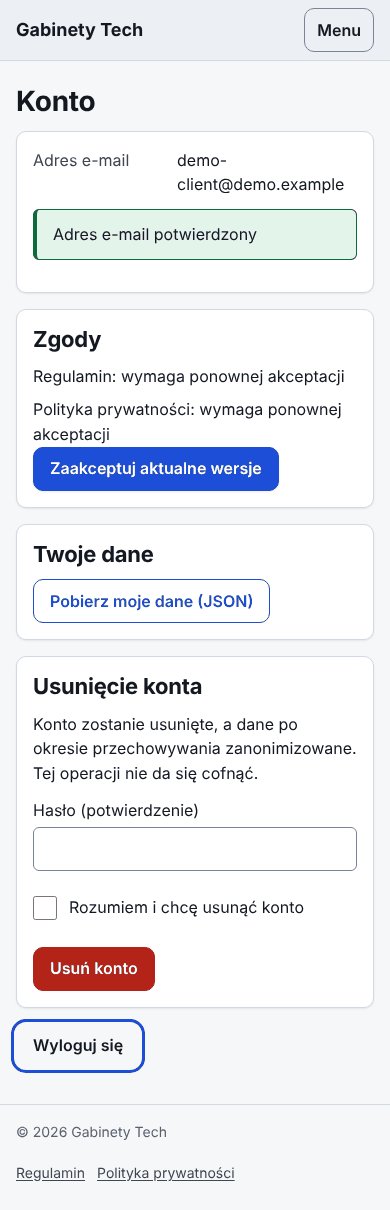 Gabinety Tech
Menu
Konto
Adres e-mail
demo-
client@demo.example
Adres e-mail potwierdzony
Zgody
Regulamin: wymaga ponownej akceptacji
Polityka prywatności: wymaga ponownej
akceptacji
Zaakceptuj aktualne wersje
Twoje dane
Pobierz moje dane (JSON)
Usunięcie konta
Konto zostanie usunięte, a dane po
okresie przechowywania zanonimizowane.
Tej operacji nie da się cofnąć.
Hasło (potwierdzenie)
Rozumiem i chcę usunąć konto
Usuń konto
Wyloguj się
© 2026 Gabinety Tech
Regulamin Polityka prywatności